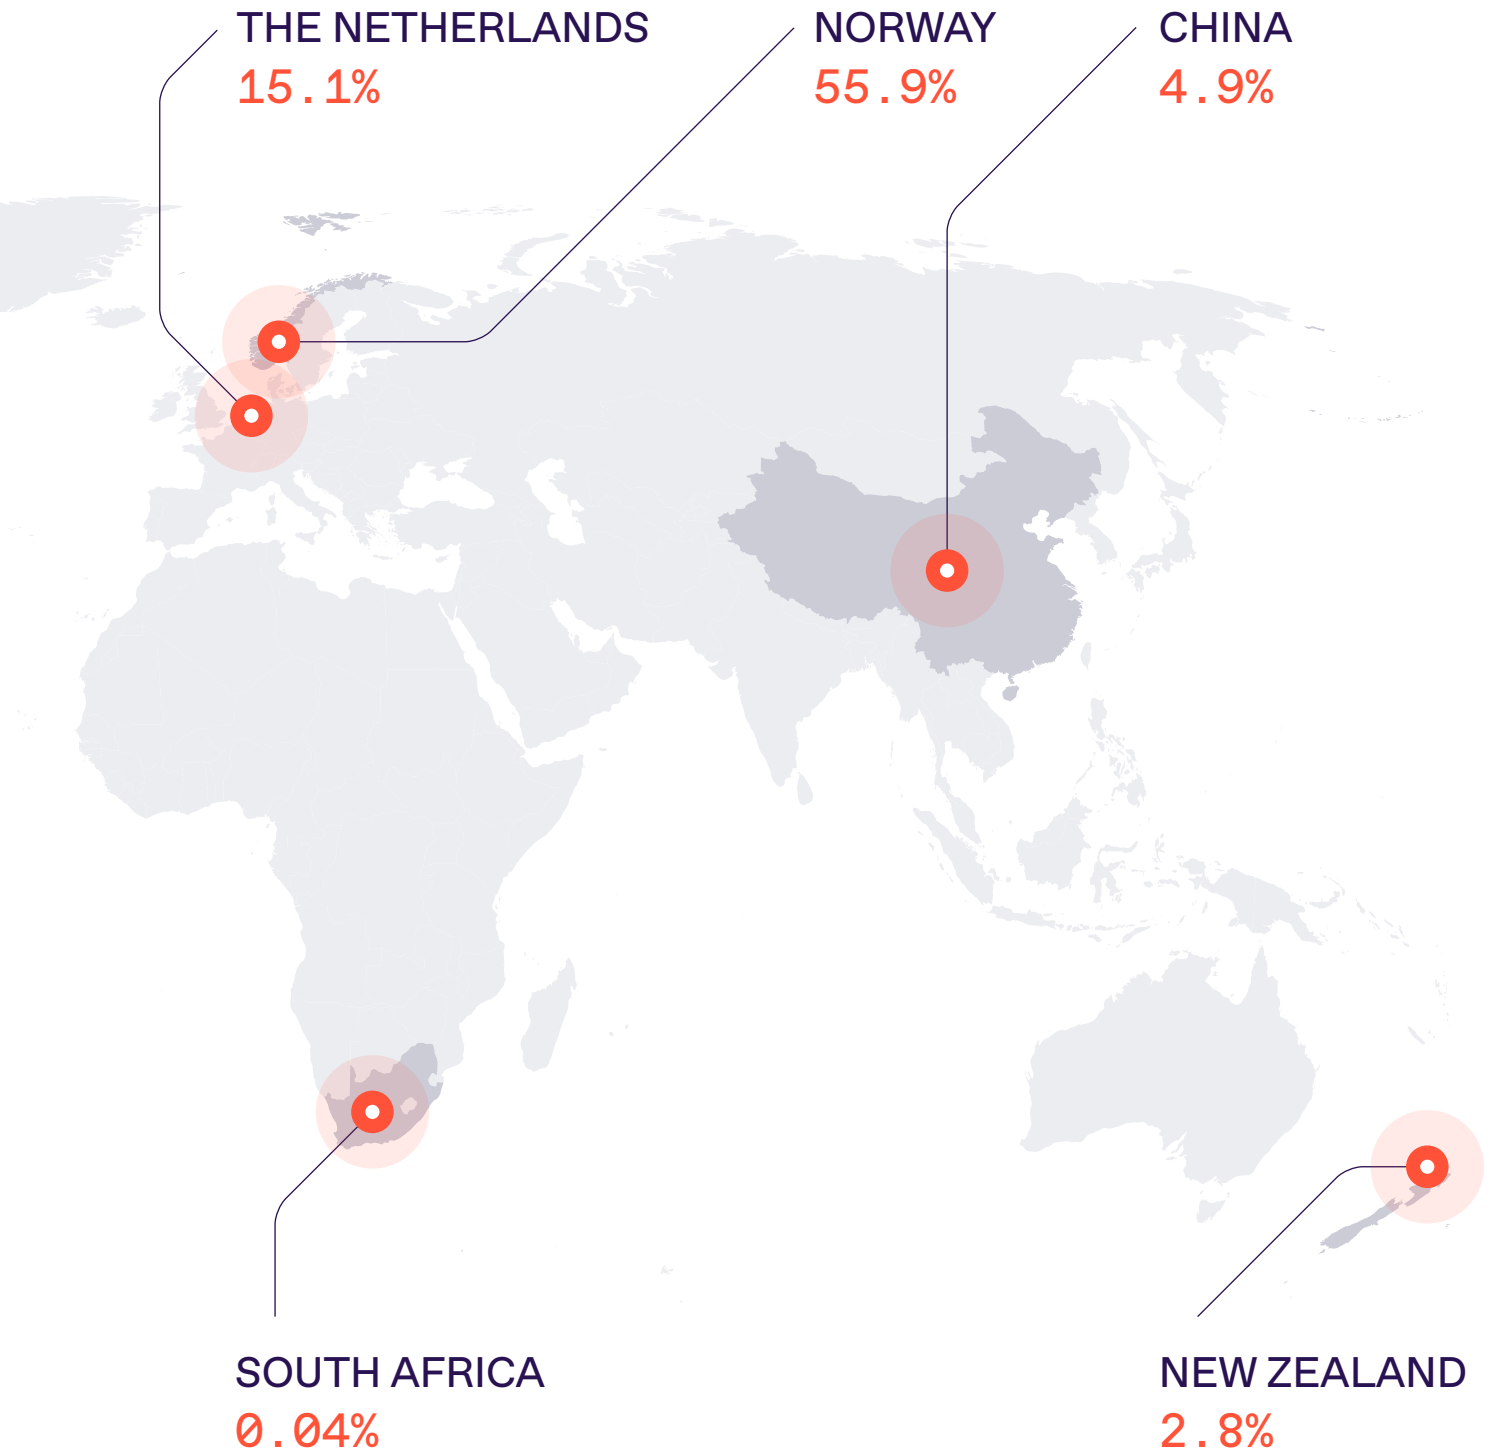 THE NETHERLANDS
15.1%
NORWAY
55.9%
CHINA
4.9%
SOUTH AFRICA
0.04%
NEW ZEALAND
2.8%